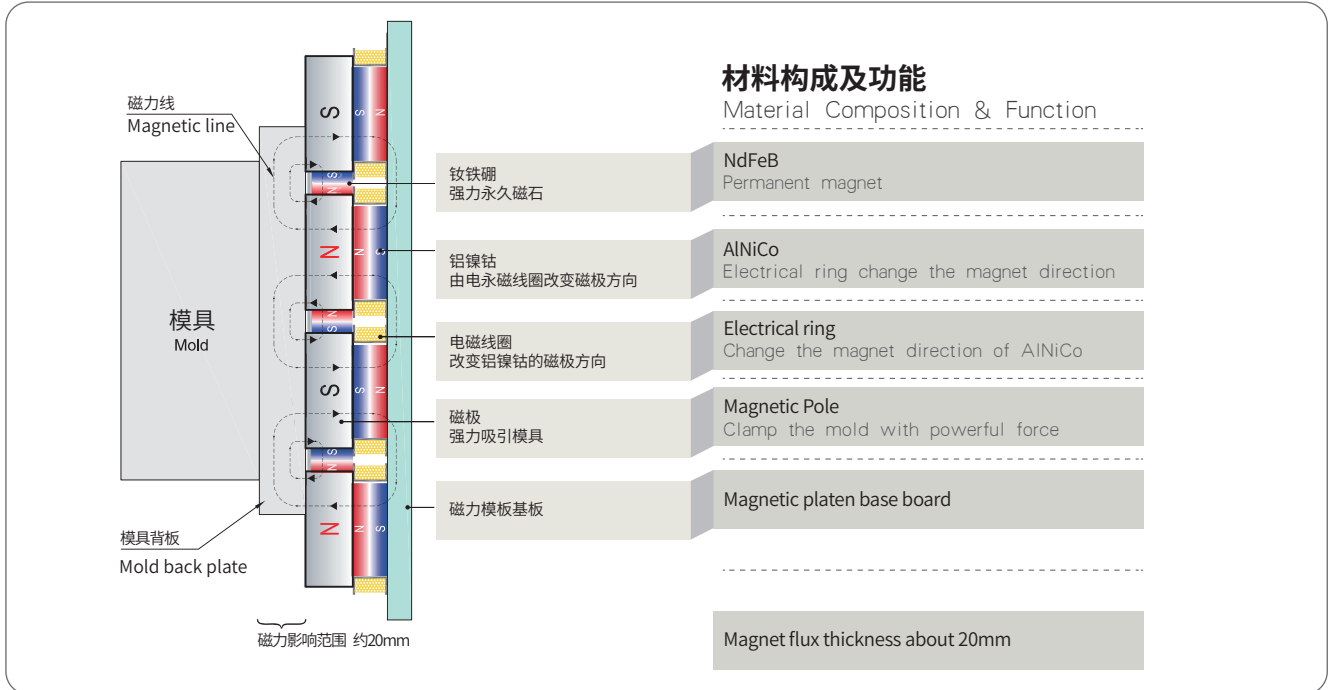 材料构成及功能
Material Composition & Function
磁力线
Magnetic line
模具
Mold
模具背板
Mold back plate
磁力影响范围 约20mm
S
N
S
N
S N
N S
S N
N S
S
N
N
S
S
N
钕铁硼
强力永久磁石
NdFeB
Permanent magnet
铝镍钴
由电永磁线圈改变磁极方向
AlNiCo
Electrical ring change the magnet direction
电磁线圈
改变铝镍钴的磁极方向
Electrical ring
Change the magnet direction of AlNiCo
磁极
强力吸引模具
Magnetic Pole
Clamp the mold with powerful force
磁力模板基板
Magnetic platen base board
Magnet flux thickness about 20mm